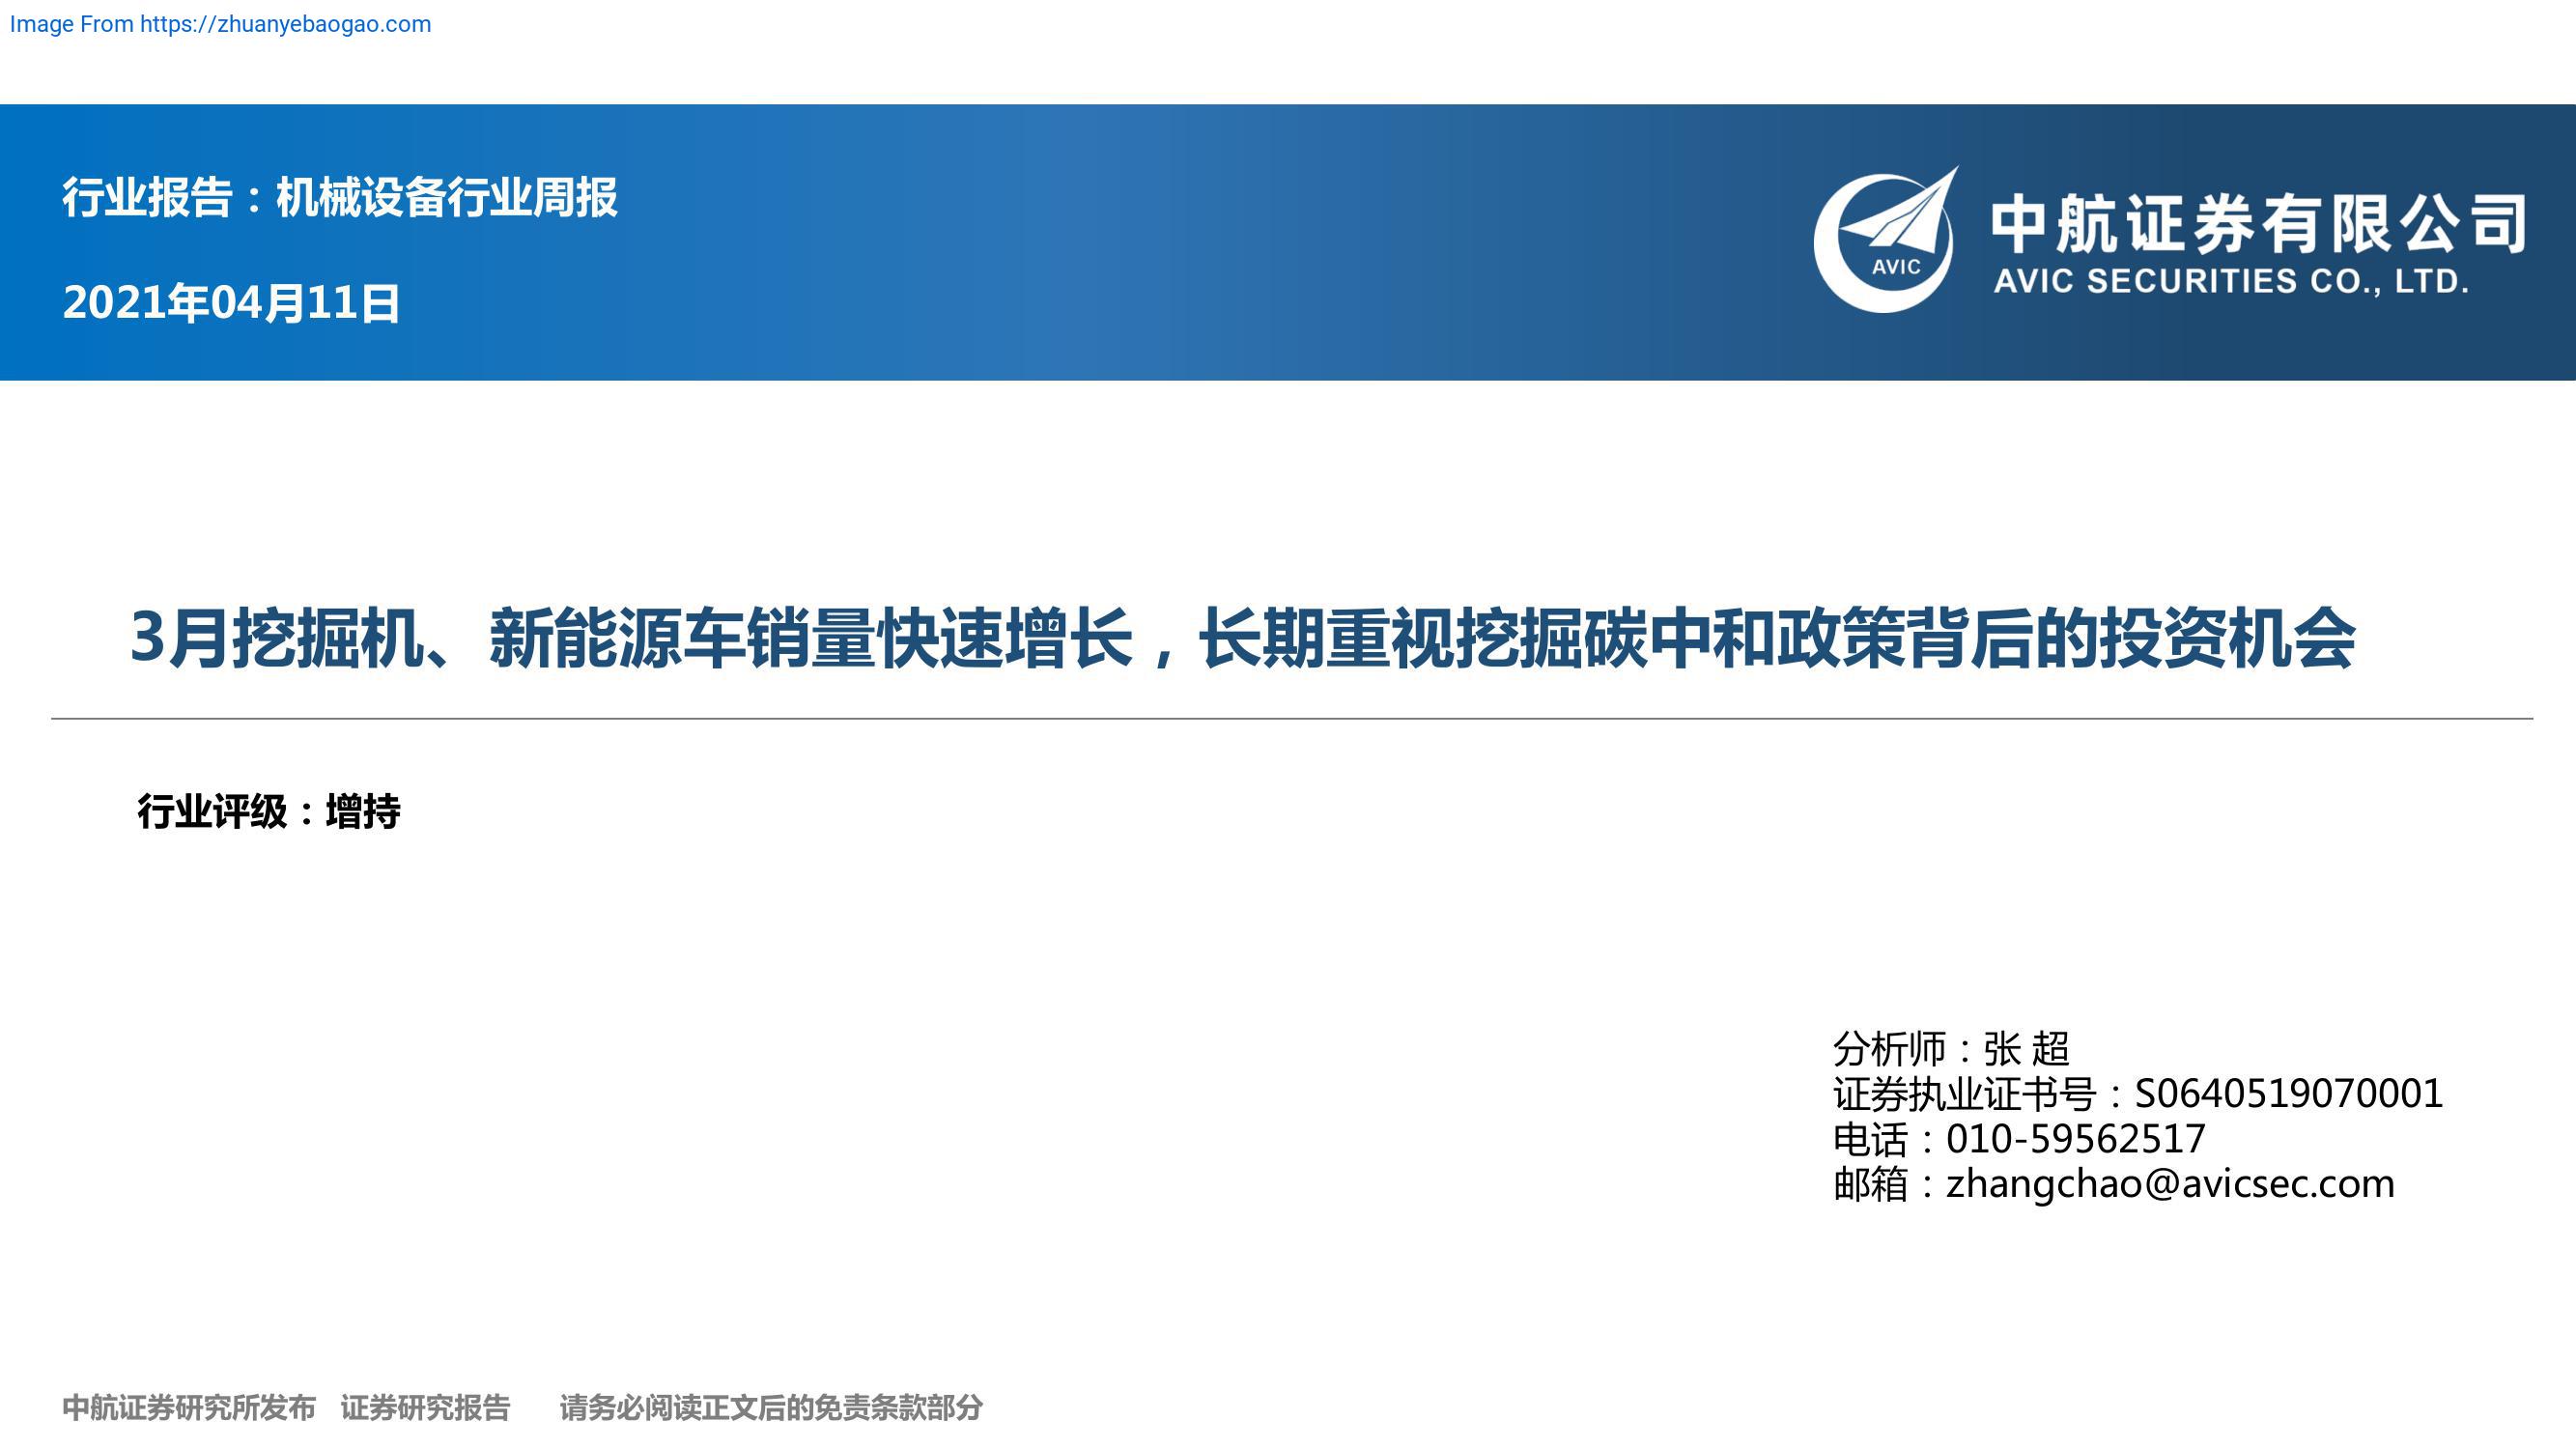 Image From https://zhuanyebaogao.com
行业报告：机械设备行业周报
2021年04月11日
AVIC
中航证券有限公司
AVIC SECURITIES CO., LTD.
3月挖掘机、新能源车销量快速增长，长期重视挖掘碳中和政策背后的投资机会
行业评级：增持
分析师：张 超
证券执业证书号：S0640519070001
电话：010-59562517
邮箱：zhangchao@avicsec.com
中航证券研究所发布 证券研究报告 请务必阅读正文后的免责条款部分